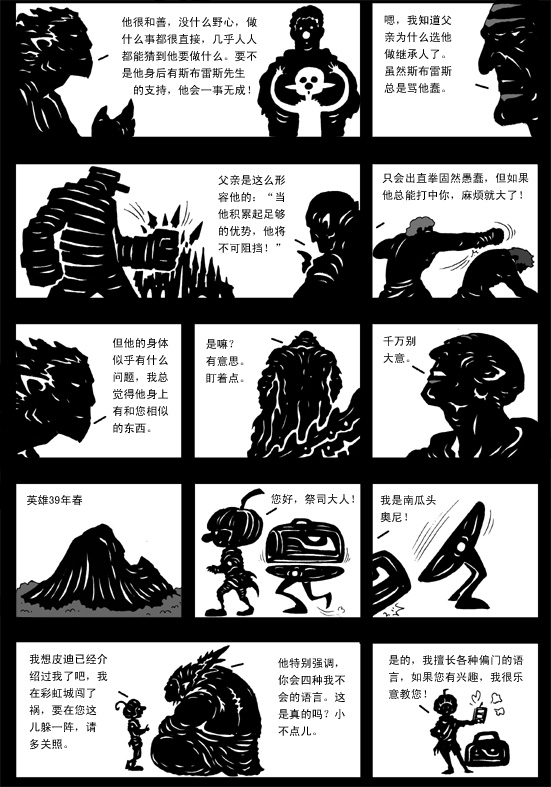 他很和善，没什么野心，做
什么事都很直接，几乎人人
都能猜到他要做什么。要不
是他身后有斯布雷斯先生
的支持，他会一事无成！
嗯，我知道父
亲为什么选他
做继承人了。
虽然斯布雷斯
总是骂他蠢。
父亲是这么形
容他的：“当
他积累起足够
的优势，他将
不可阻挡！”
只会出直拳固然愚蠢，但如果
他总能打中你，麻烦就大了！
但他的身体
似乎有什么
问题，我总
觉得他身上
有和您相似
的东西。
是嘛？
有意思。
盯着点。
千万别
大意。
英雄39年春
您好，祭司大人！
我是南瓜头
奥尼！
我想皮迪已经介
绍过我了吧，我
在彩虹城闯了
祸，要在您这
儿躲一阵，请
多关照。
他特别强调，
你会四种我不
会的语言。这
是真的吗？小
不点儿。
是的，我擅长各种偏门的语
言，如果您有兴趣，我很乐
意教您！